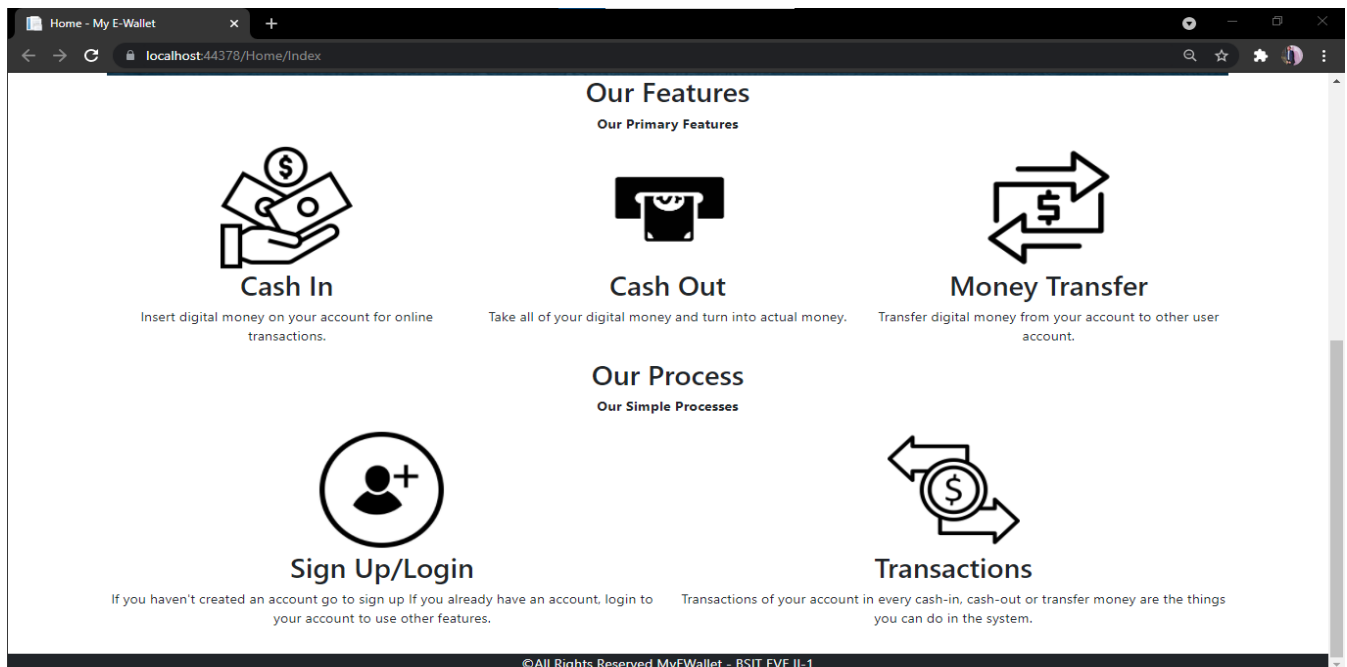 Home - My E-Wallet
localhost:44378/Home/Index
Our Features
Our Primary Features
Cash In
Insert digital money on your account for online
transactions.
Cash Out
Take all of your digital money and turn into actual money.
Money Transfer
Transfer digital money from your account to other user
account.
Our Process
Our Simple Processes
Sign Up/Login
If you haven't created an account go to sign up If you already have an account, login to
your account to use other features.
Transactions
Transactions of your account in every cash-in, cash-out or transfer money are the things
you can do in the system.
©All Rights Reserved MyEWallet - BSIT EVE II-1